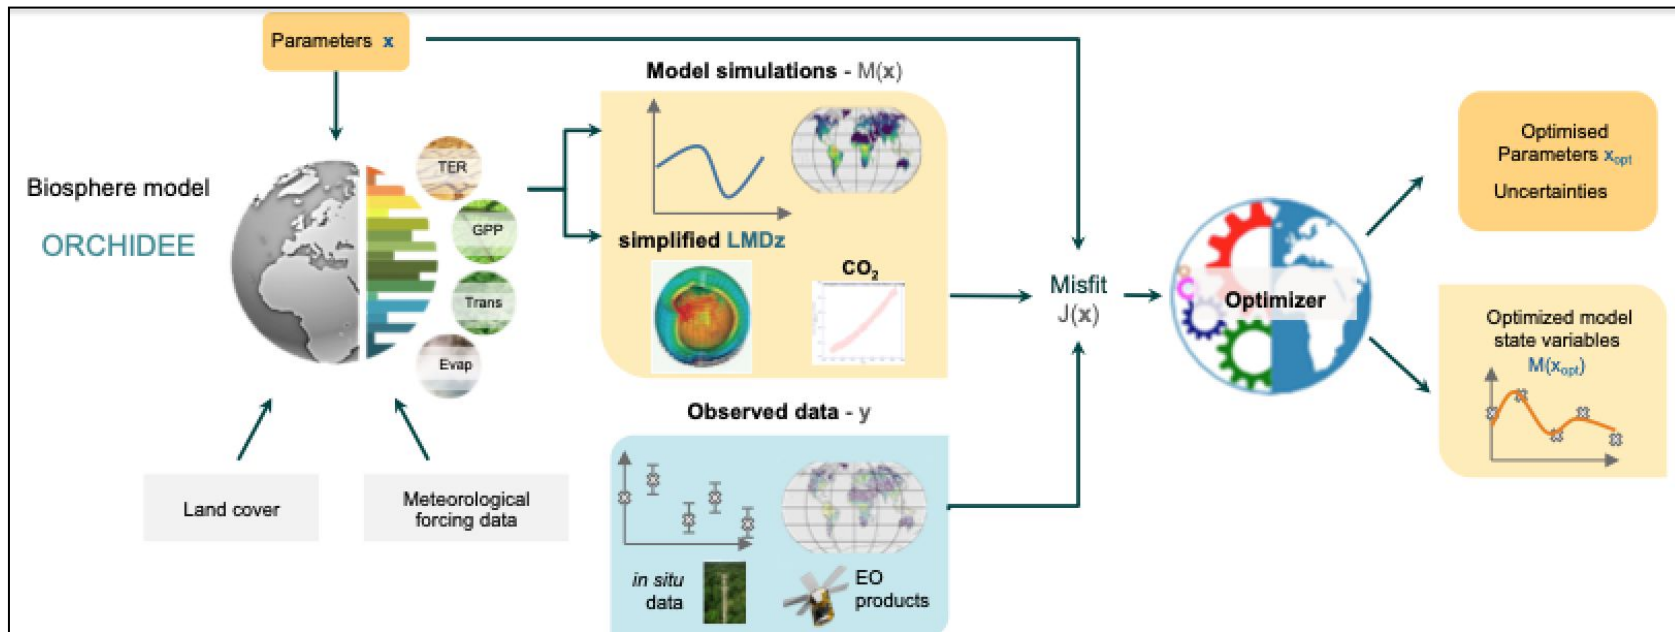 Parameters x
Model simulations - M(x)
Biosphere model
ORCHIDEE
TER
GPP
Trans
Evap
simplified LMDz
CO₂
Land cover
Meteorological
forcing data
Observed data - y
in situ
data
EO
products
Misfit
J(x)
Optimizer
Optimised
Parameters xopt
Uncertainties
Optimized model
state variables
M(xopt)